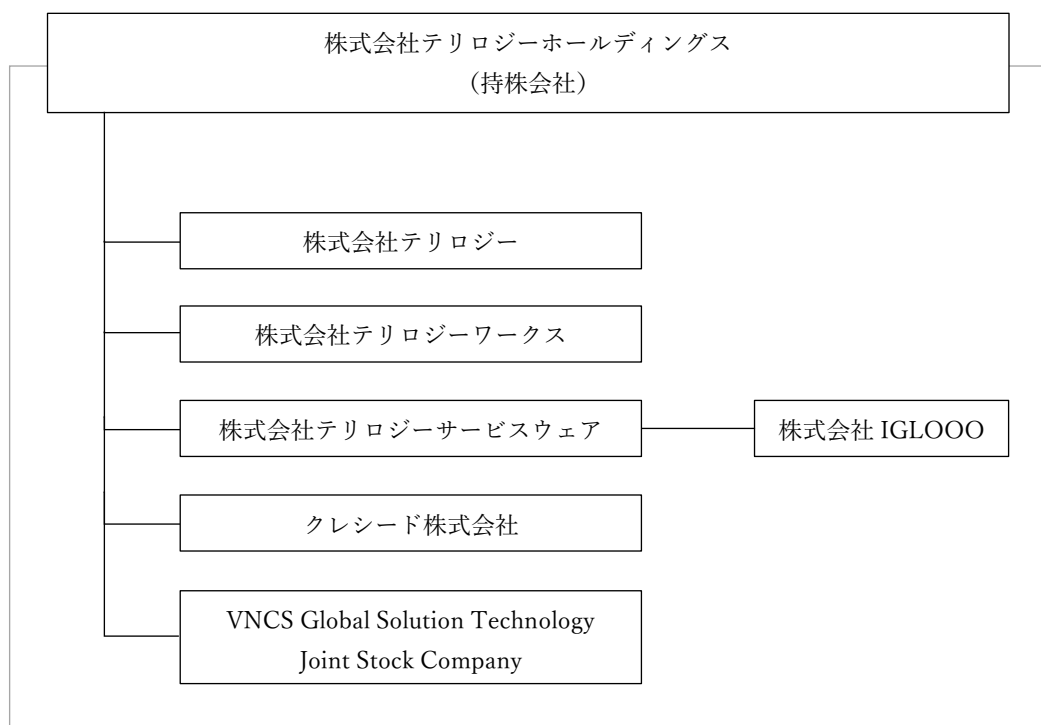 株式会社テリロジーホールディングス
（持株会社）
株式会社テリロジー
株式会社テリロジーワークス
株式会社テリロジーサービスウェア
株式会社 IGLOOO
クレシード株式会社
VNCS Global Solution Technology
Joint Stock Company